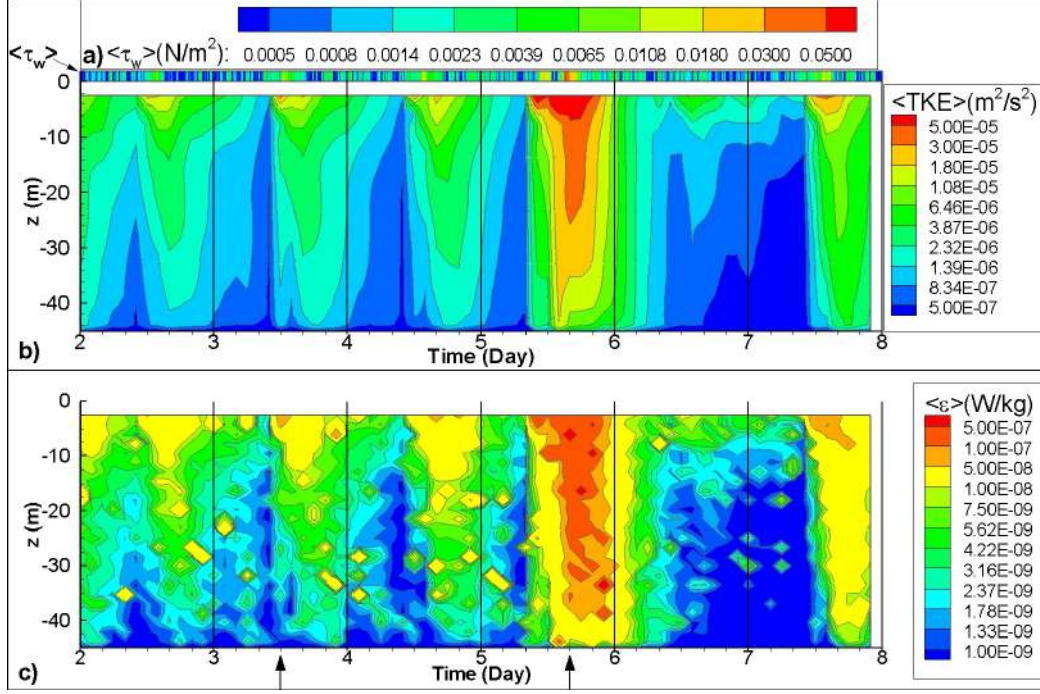 a) <τw>(N/m²): 0.0005 0.0008 0.0014 0.0023 0.0039 0.0065 0.0108 0.0180 0.0300 0.0500
<τw>
0
-10
-20
-30
-40
z (m)
2 3 4 5 6 7 8
Time (Day)
b)
<TKE>(m²/s²)
5.00E-05
3.00E-05
1.80E-05
1.08E-05
6.46E-06
3.87E-06
2.32E-06
1.39E-06
8.34E-07
5.00E-07
0
-10
-20
-30
-40
z (m)
2 3 4 5 6 7 8
Time (Day)
c)
<ε>(W/kg)
5.00E-07
1.00E-07
5.00E-08
1.00E-08
7.50E-09
5.62E-09
4.22E-09
3.16E-09
2.37E-09
1.78E-09
1.33E-09
1.00E-09